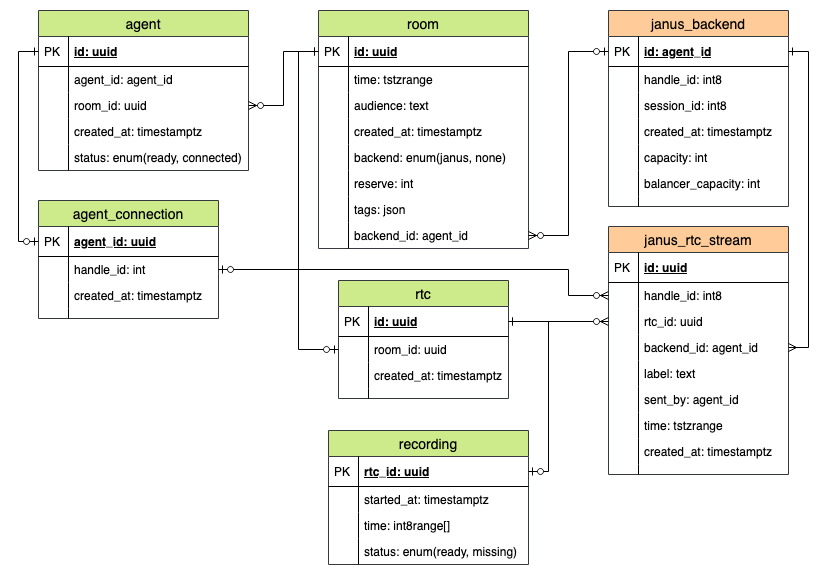 agent
PK id: uuid
agent_id: agent_id
room_id: uuid
created_at: timestamptz
status: enum(ready, connected)
room
PK id: uuid
time: tstzrange
audience: text
created_at: timestamptz
backend: enum(janus, none)
reserve: int
tags: json
backend_id: agent_id
janus_backend
PK id: agent_id
handle_id: int8
session_id: int8
created_at: timestamptz
capacity: int
balancer_capacity: int
agent_connection
PK agent_id: uuid
handle_id: int
created_at: timestamptz
rtc
PK id: uuid
room_id: uuid
created_at: timestamptz
janus_rtc_stream
PK id: uuid
handle_id: int8
rtc_id: uuid
backend_id: agent_id
label: text
sent_by: agent_id
time: tstzrange
created_at: timestamptz
recording
PK rtc_id: uuid
started_at: timestamptz
time: int8range[]
status: enum(ready, missing)